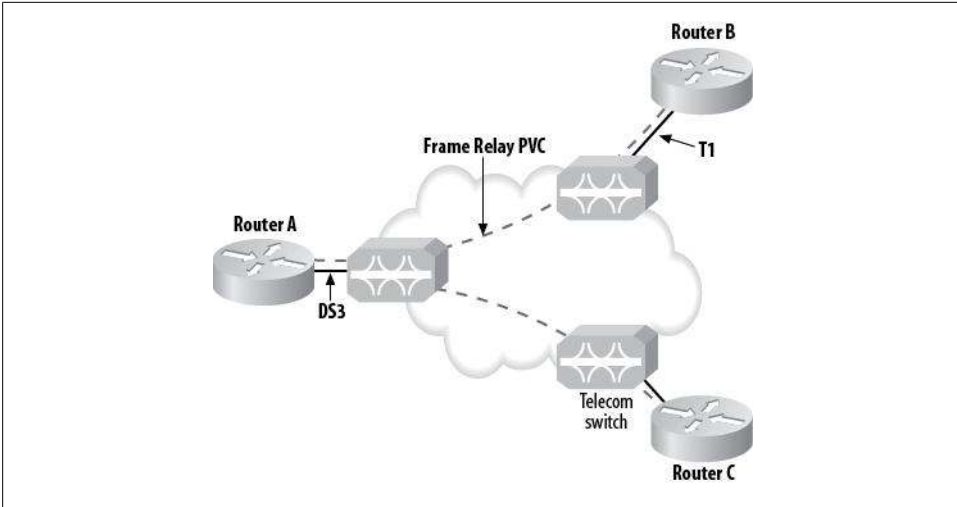 Router B
Frame Relay PVC
T1
Router A
DS3
Telecom
switch
Router C